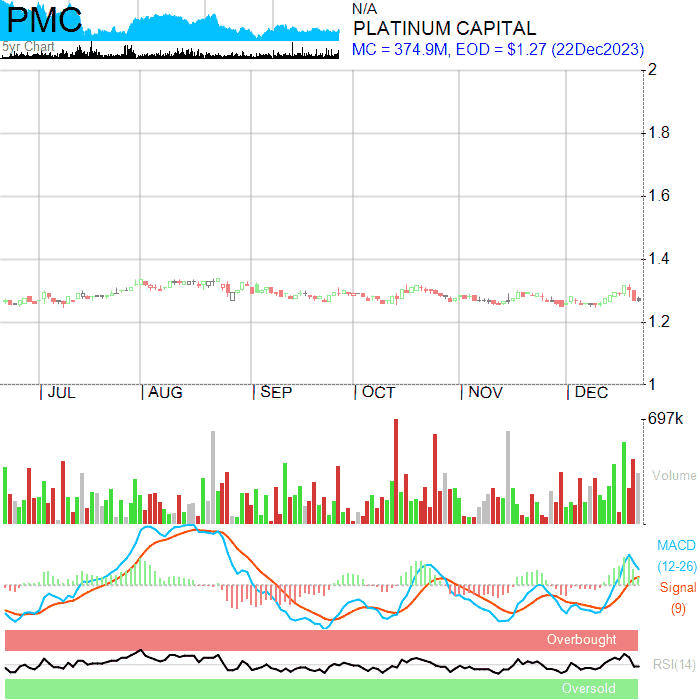 PMC
5yr Chart
N/A
PLATINUM CAPITAL
MC = 374.9M, EOD = $1.27 (22Dec2023)
2
1.8
1.6
1.4
1.2
1
JUL AUG SEP OCT NOV DEC
697k
Volume
MACD
(12-26)
Signal
(9)
Overbought
RSI(14)
Oversold